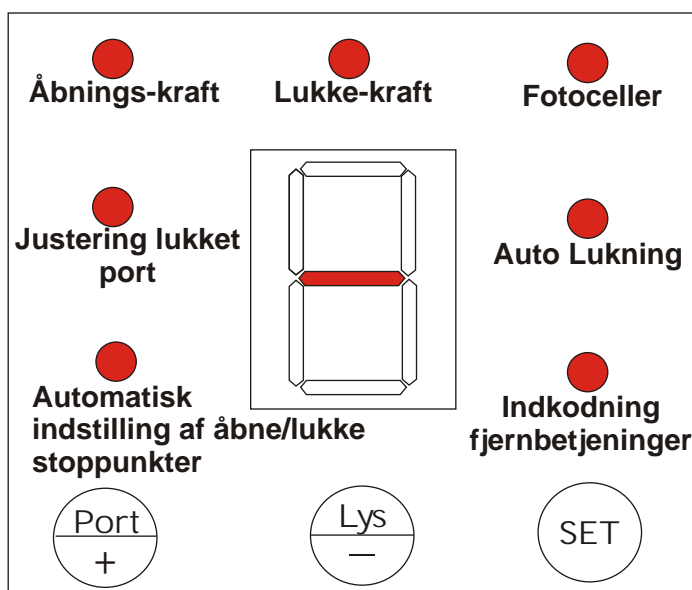 Åbnings-kraft
Lukke-kraft
Fotoceller
Justering lukket
port
Auto Lukning
Automatisk
indstilling af åbne/lukke
stoppunkter
Indkodning
fjernbetjeninger
Port
+
Lys
−
SET